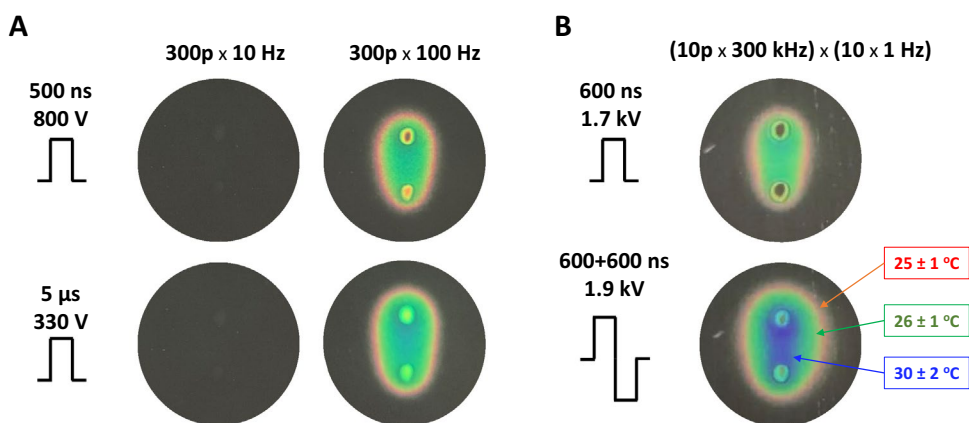 A
300p x 10 Hz
300p x 100 Hz
500 ns
800 V
5 µs
330 V
B
(10p x 300 kHz) x (10 x 1 Hz)
600 ns
1.7 kV
600+600 ns
1.9 kV
25 ± 1 ºC
26 ± 1 ºC
30 ± 2 ºC